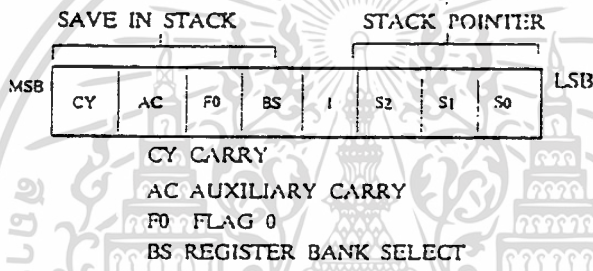 SAVE IN STACK STACK POINTER
MSB CY AC F0 BS 1 S2 S1 S0 LSB
CY CARRY
AC AUXILIARY CARRY
F0 FLAG 0
BS REGISTER BANK SELECT